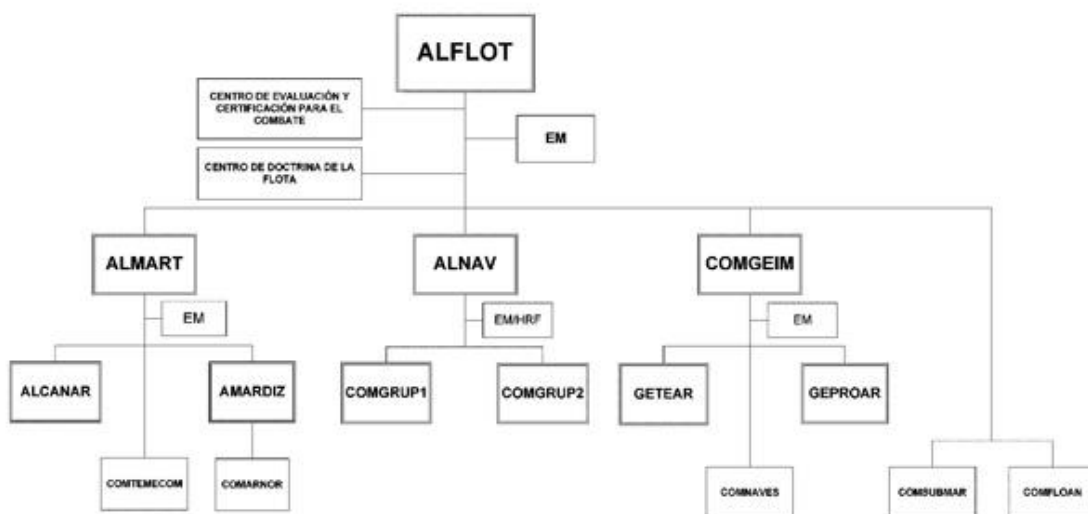 ALFLOT
CENTRO DE EVALUACIÓN Y
CERTIFICACIÓN PARA EL
COMBATE
EM
CENTRO DE DOCTRINA DE LA
FLOTA
ALMART
ALNAV
COMGEIM
EM
EM/HRF
EM
ALCANAR
AMARDIZ
COMGRUP1
COMGRUP2
GETEAR
GEPROAR
COMTEMECOM
COMARNOR
COMNAVES
COMSUBMAR
COMFLOAN